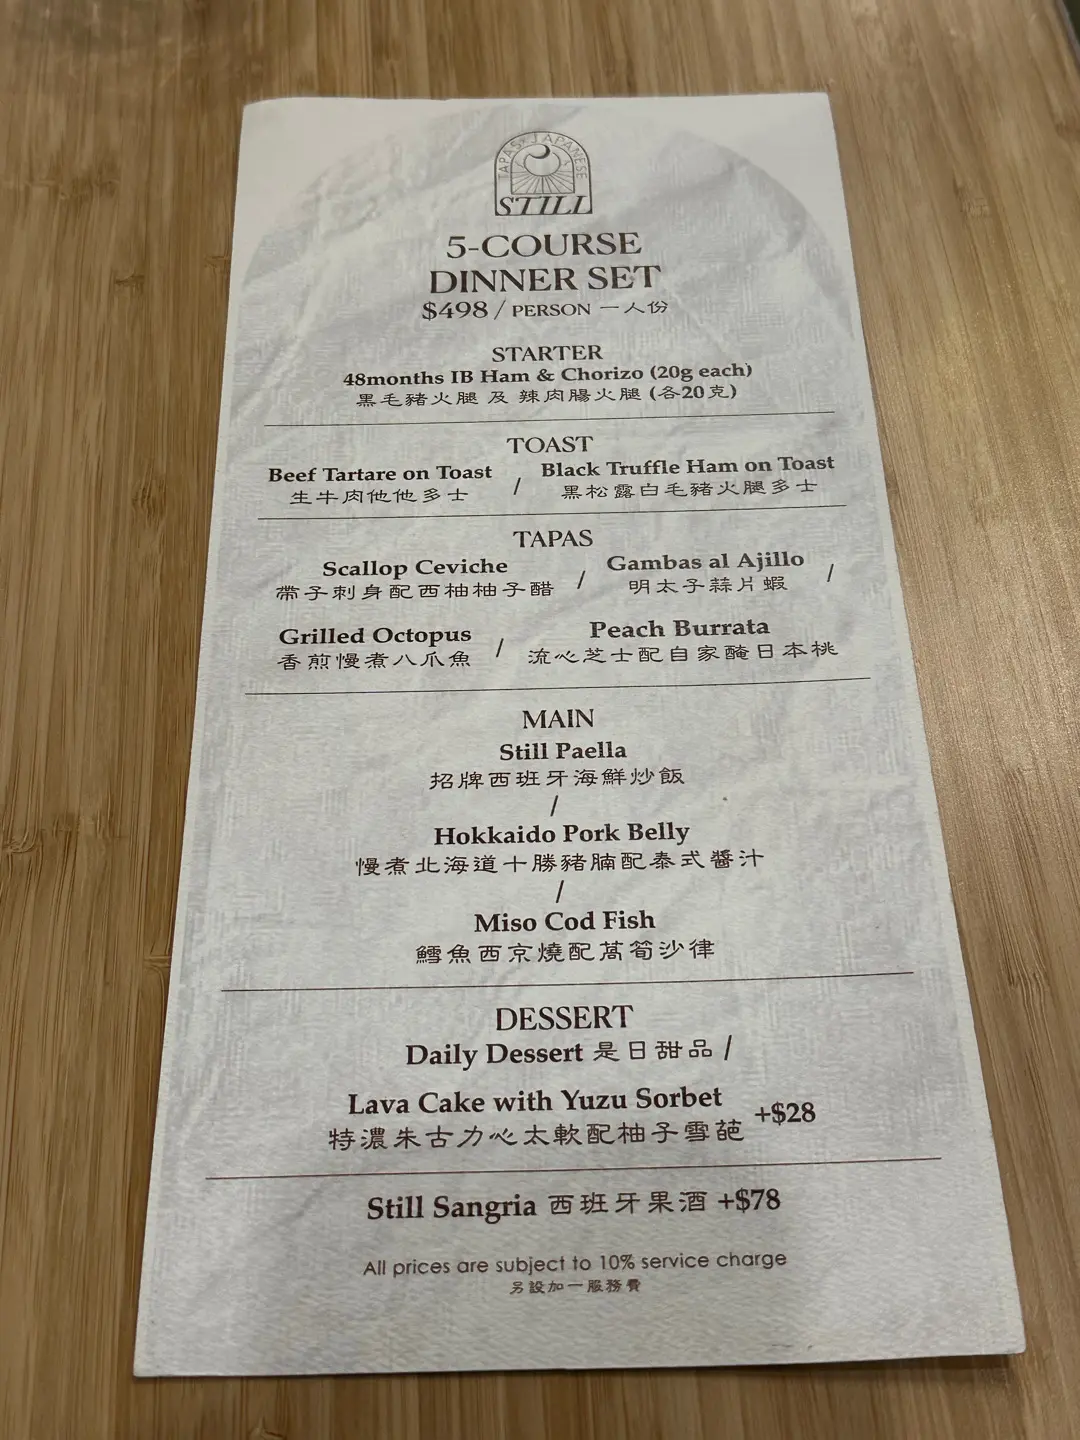 TAPAS × JAPANESE
STILL
5-COURSE
DINNER SET
$498 / PERSON 一人份
STARTER
48months IB Ham & Chorizo (20g each)
黑毛豬火腿 及 辣肉腸火腿 (各20克)
TOAST
Beef Tartare on Toast / Black Truffle Ham on Toast
生牛肉他他多士 黑松露白毛豬火腿多士
TAPAS
Scallop Ceviche / Gambas al Ajillo /
帶子刺身配西柚柚子醋 明太子蒜片蝦
Grilled Octopus / Peach Burrata
香煎慢煮八爪魚 流心芝士配自家醃日本桃
MAIN
Still Paella
招牌西班牙海鮮炒飯
/
Hokkaido Pork Belly
慢煮北海道十勝豬腩配泰式醬汁
/
Miso Cod Fish
鱈魚西京燒配萵筍沙律
DESSERT
Daily Dessert 是日甜品 /
Lava Cake with Yuzu Sorbet +$28
特濃朱古力心太軟配柚子雪葩
Still Sangria 西班牙果酒 +$78
All prices are subject to 10% service charge
另設加一服務費